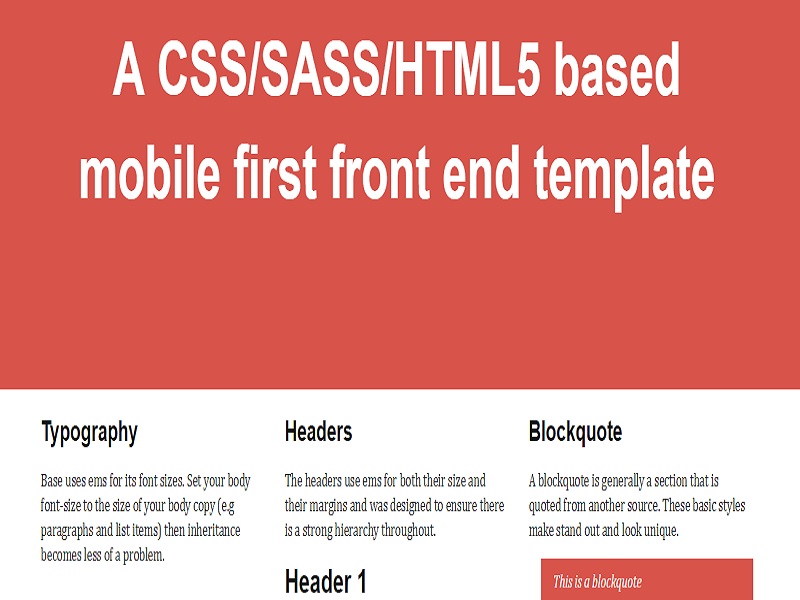 A CSS/SASS/HTML5 based
mobile first front end template
Typography
Base uses ems for its font sizes. Set your body
font-size to the size of your body copy (e.g
paragraphs and list items) then inheritance
becomes less of a problem.
Headers
The headers use ems for both their size and
their margins and was designed to ensure there
is a strong hierarchy throughout.
Header 1
Blockquote
A blockquote is generally a section that is
quoted from another source. These basic styles
make stand out and look unique.
This is a blockquote